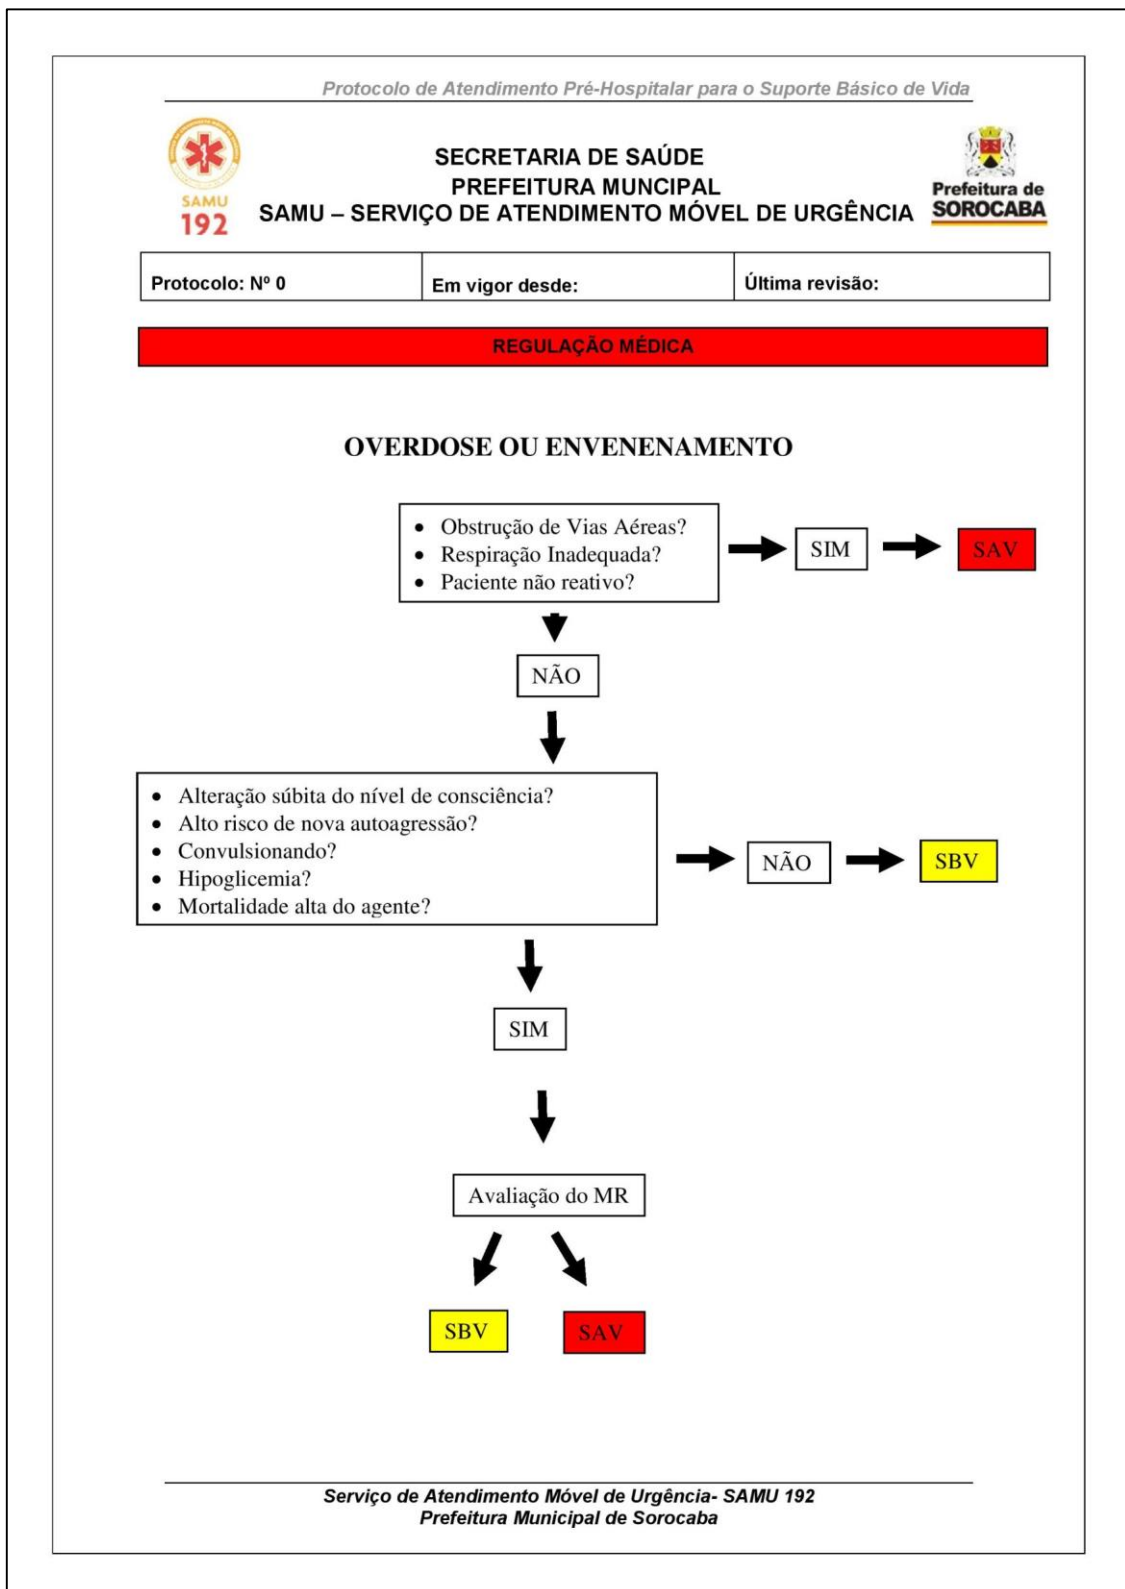 Protocolo de Atendimento Pré-Hospitalar para o Suporte Básico de Vida
SAMU
192
SECRETARIA DE SAÚDE
PREFEITURA MUNCIPAL
SAMU – SERVIÇO DE ATENDIMENTO MÓVEL DE URGÊNCIA
Prefeitura de
SOROCABA
Protocolo: Nº 0
Em vigor desde:
Última revisão:
REGULAÇÃO MÉDICA
OVERDOSE OU ENVENENAMENTO
• Obstrução de Vias Aéreas?
• Respiração Inadequada?
• Paciente não reativo?
SIM
SAV
NÃO
• Alteração súbita do nível de consciência?
• Alto risco de nova autoagressão?
• Convulsionando?
• Hipoglicemia?
• Mortalidade alta do agente?
NÃO
SBV
SIM
Avaliação do MR
SBV
SAV
Serviço de Atendimento Móvel de Urgência- SAMU 192
Prefeitura Municipal de Sorocaba